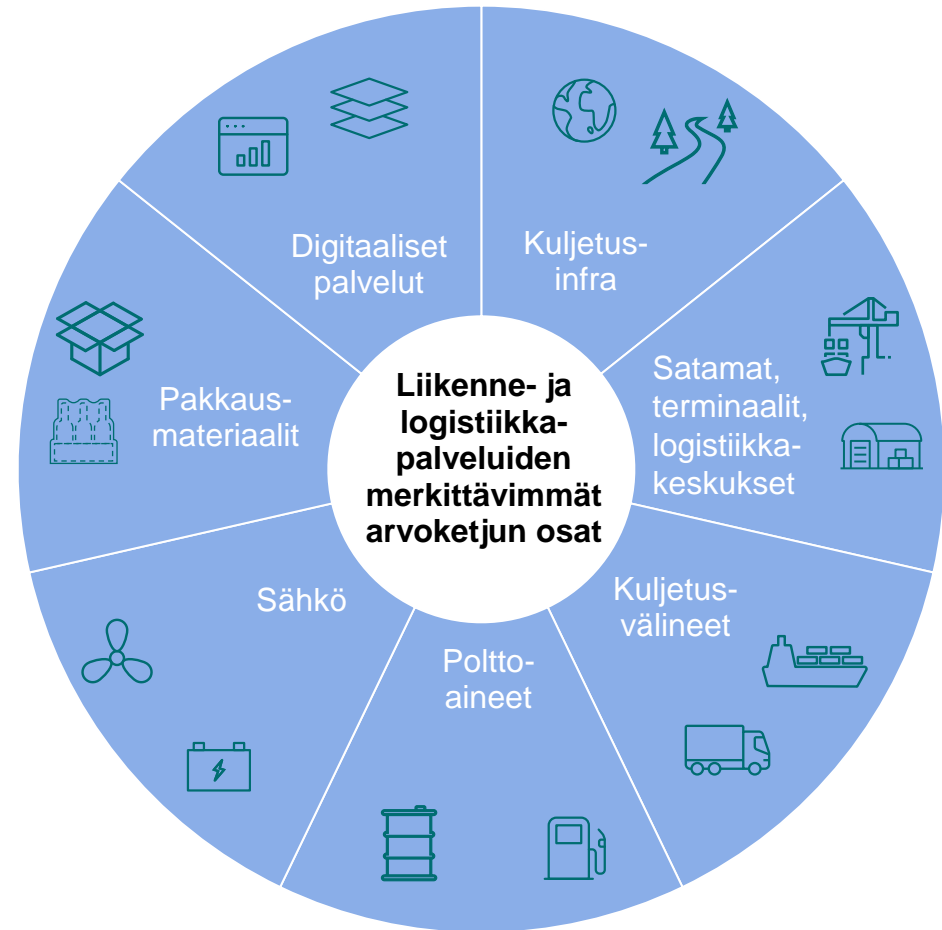 Digitaaliset
palvelut
Kuljetus-
infra
Satamat,
terminaalit,
logistiikka-
keskukset
Kuljetus-
välineet
Poltto-
aineet
Sähkö
Pakkaus-
materiaalit
Liikenne- ja
logistiikka-
palveluiden
merkittävimmät
arvoketjun osat